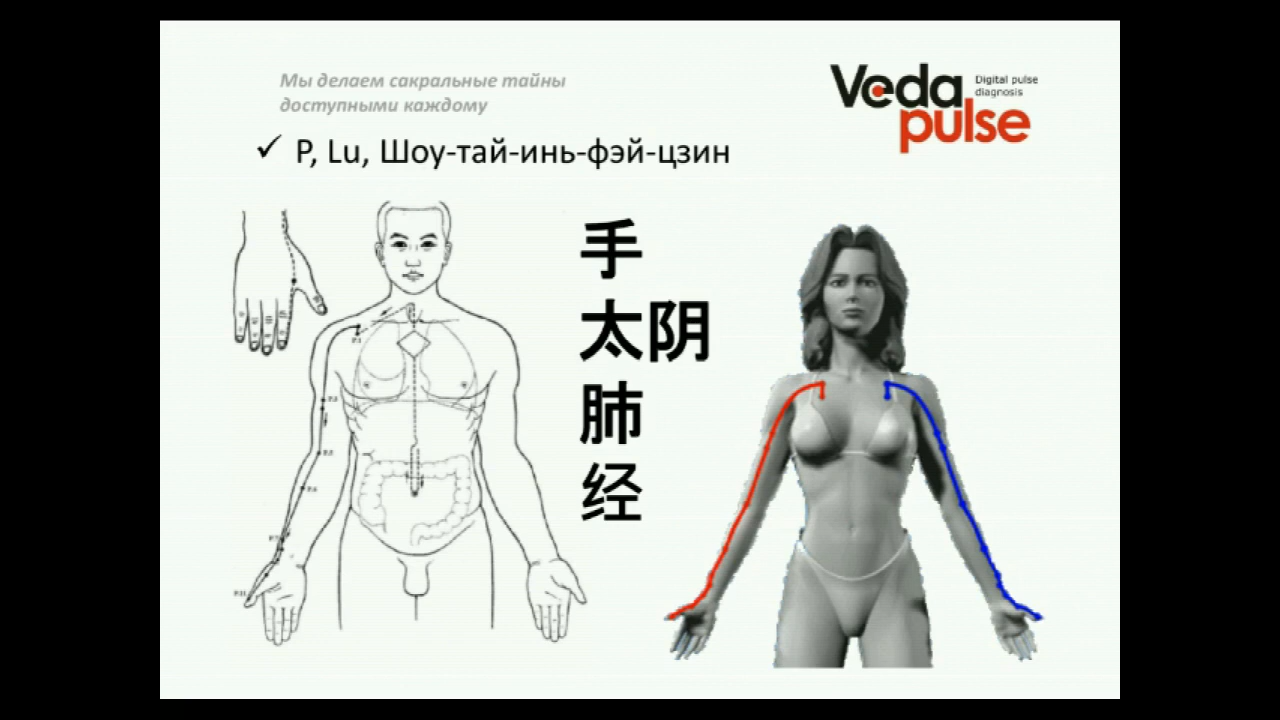 Мы делаем сакральные тайны
доступными каждому
Veda
pulse
Digital pulse
diagnosis
✓ P, Lu, Шоу-тай-инь-фэй-цзин
手
太阴
肺
经